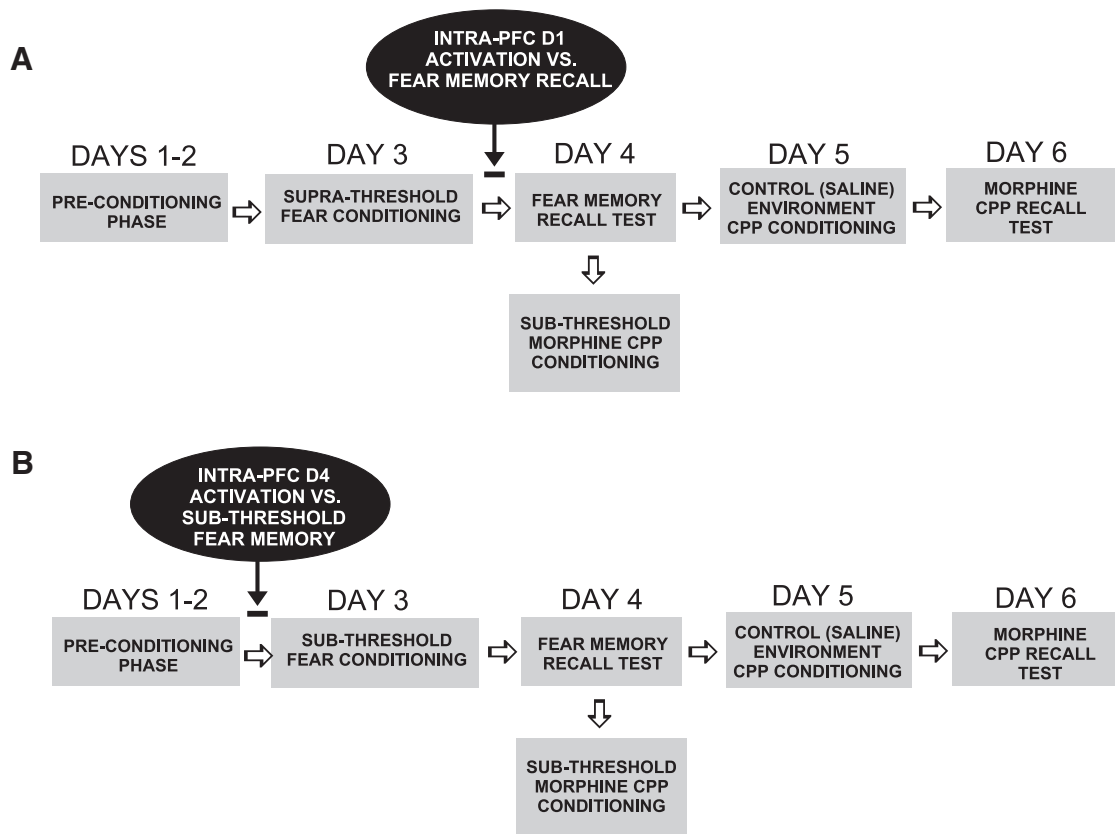 A
INTRA-PFC D1
ACTIVATION VS.
FEAR MEMORY RECALL
DAYS 1-2
PRE-CONDITIONING
PHASE
DAY 3
SUPRA-THRESHOLD
FEAR CONDITIONING
DAY 4
FEAR MEMORY
RECALL TEST
SUB-THRESHOLD
MORPHINE CPP
CONDITIONING
DAY 5
CONTROL (SALINE)
ENVIRONMENT
CPP CONDITIONING
DAY 6
MORPHINE
CPP RECALL
TEST
B
INTRA-PFC D4
ACTIVATION VS.
SUB-THRESHOLD
FEAR MEMORY
DAYS 1-2
PRE-CONDITIONING
PHASE
DAY 3
SUB-THRESHOLD
FEAR CONDITIONING
DAY 4
FEAR MEMORY
RECALL TEST
SUB-THRESHOLD
MORPHINE CPP
CONDITIONING
DAY 5
CONTROL (SALINE)
ENVIRONMENT
CPP CONDITIONING
DAY 6
MORPHINE
CPP RECALL
TEST